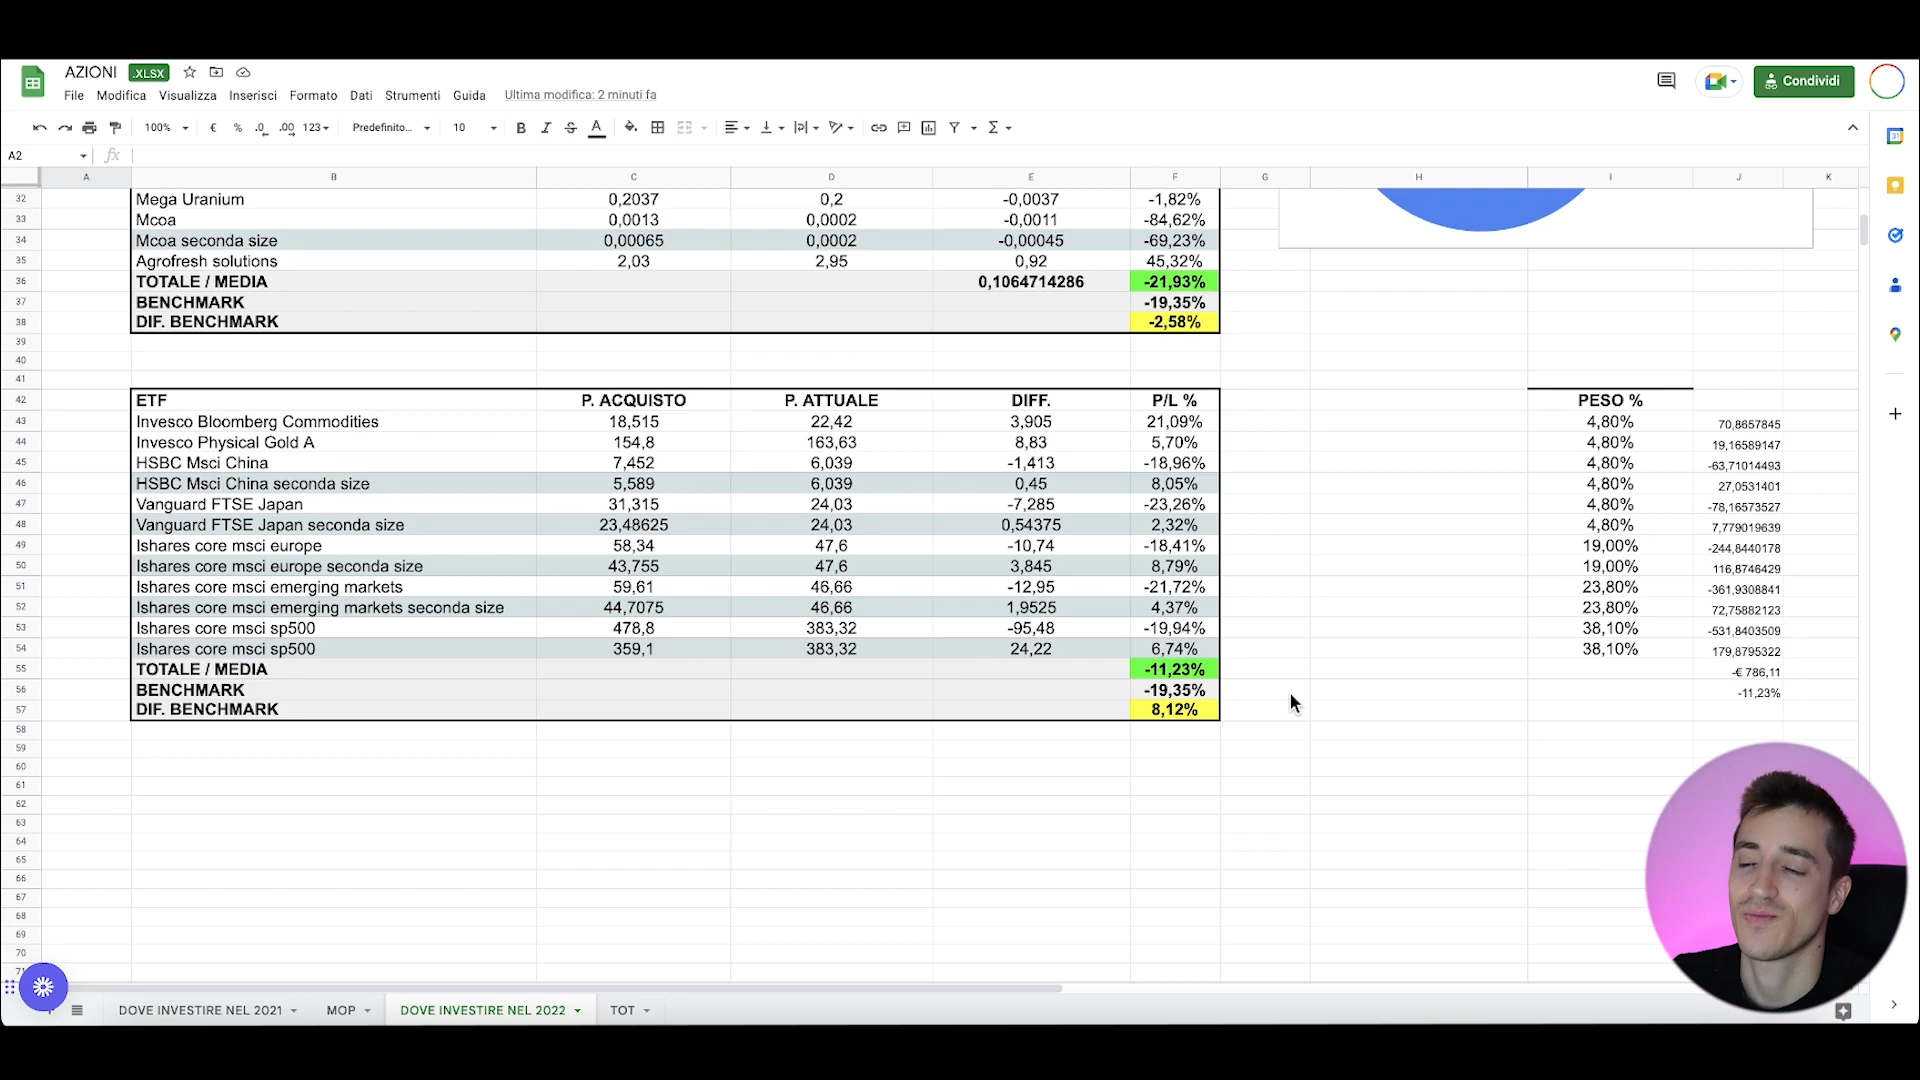 AZIONI .XLSX
File Modifica Visualizza Inserisci Formato Dati Strumenti Guida Ultima modifica: 2 minuti fa
Condividi
100% € % .0 .00 123 Predefinito... 10 B I S A
A2 fx
A B C D E F G H I J K
32 Mega Uranium 0,2037 0,2 -0,0037 -1,82%
33 Mcoa 0,0013 0,0002 -0,0011 -84,62%
34 Mcoa seconda size 0,00065 0,0002 -0,00045 -69,23%
35 Agrofresh solutions 2,03 2,95 0,92 45,32%
36 TOTALE / MEDIA 0,1064714286 -21,93%
37 BENCHMARK -19,35%
38 DIF. BENCHMARK -2,58%
39
40
41
42 ETF P. ACQUISTO P. ATTUALE DIFF. P/L % PESO %
43 Invesco Bloomberg Commodities 18,515 22,42 3,905 21,09% 4,80% 70,8657845
44 Invesco Physical Gold A 154,8 163,63 8,83 5,70% 4,80% 19,16589147
45 HSBC Msci China 7,452 6,039 -1,413 -18,96% 4,80% -63,71014493
46 HSBC Msci China seconda size 5,589 6,039 0,45 8,05% 4,80% 27,0531401
47 Vanguard FTSE Japan 31,315 24,03 -7,285 -23,26% 4,80% -78,16573527
48 Vanguard FTSE Japan seconda size 23,48625 24,03 0,54375 2,32% 4,80% 7,779019639
49 Ishares core msci europe 58,34 47,6 -10,74 -18,41% 19,00% -244,8440178
50 Ishares core msci europe seconda size 43,755 47,6 3,845 8,79% 19,00% 116,8746429
51 Ishares core msci emerging markets 59,61 46,66 -12,95 -21,72% 23,80% -361,9308841
52 Ishares core msci emerging markets seconda size 44,7075 46,66 1,9525 4,37% 23,80% 72,75882123
53 Ishares core msci sp500 478,8 383,32 -95,48 -19,94% 38,10% -531,8403509
54 Ishares core msci sp500 359,1 383,32 24,22 6,74% 38,10% 179,8795322
55 TOTALE / MEDIA -11,23% -€ 786,11
56 BENCHMARK -19,35% -11,23%
57 DIF. BENCHMARK 8,12%
58
59
60
61
62
63
64
65
66
67
68
69
70
71
DOVE INVESTIRE NEL 2021 MOP DOVE INVESTIRE NEL 2022 TOT